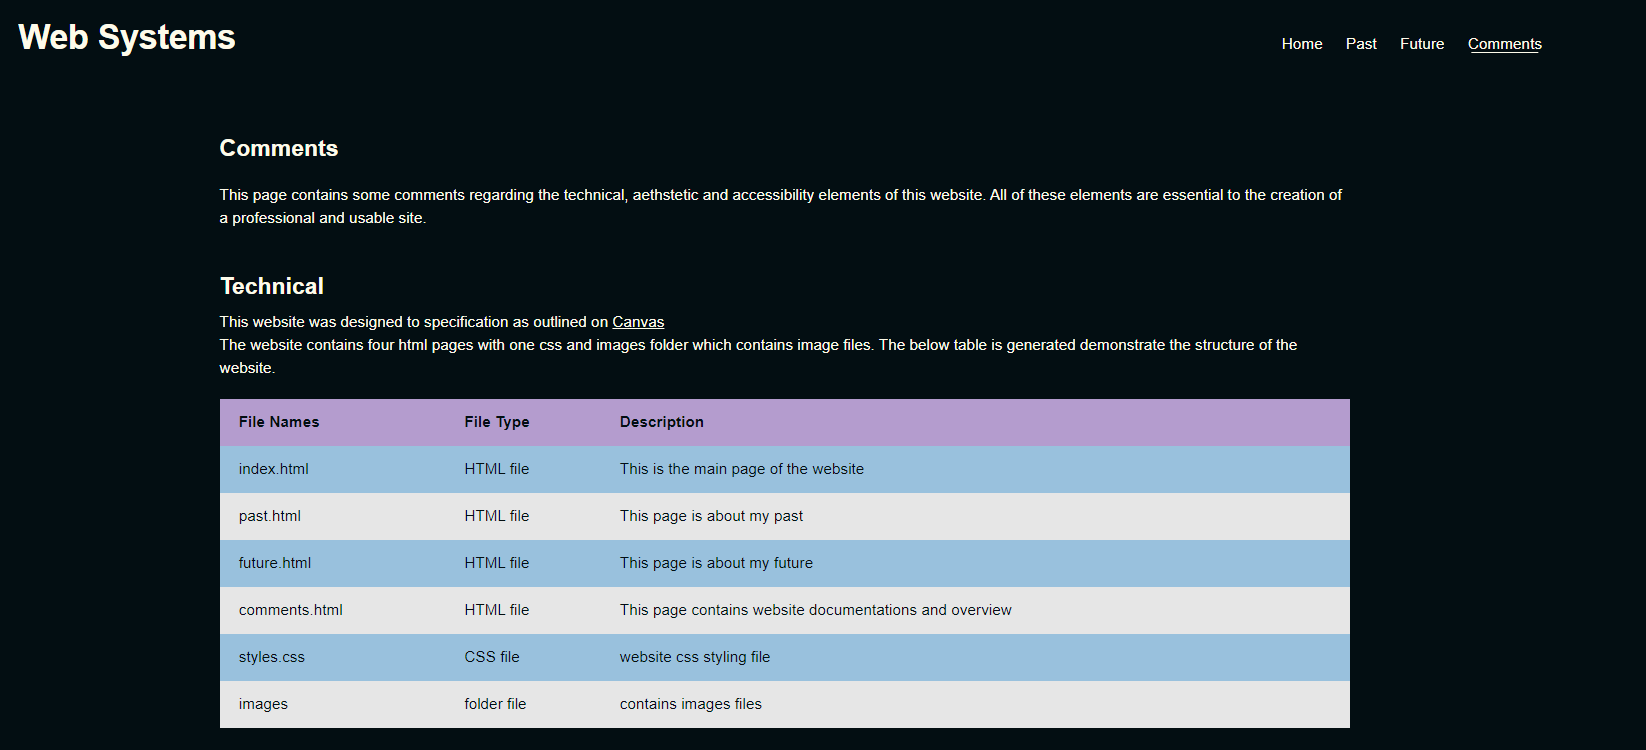 Web Systems
Home Past Future Comments
Comments
This page contains some comments regarding the technical, aethstetic and accessibility elements of this website. All of these elements are essential to the creation of
a professional and usable site.
Technical
This website was designed to specification as outlined on Canvas
The website contains four html pages with one css and images folder which contains image files. The below table is generated demonstrate the structure of the
website.
File Names File Type Description
index.html HTML file This is the main page of the website
past.html HTML file This page is about my past
future.html HTML file This page is about my future
comments.html HTML file This page contains website documentations and overview
styles.css CSS file website css styling file
images folder file contains images files